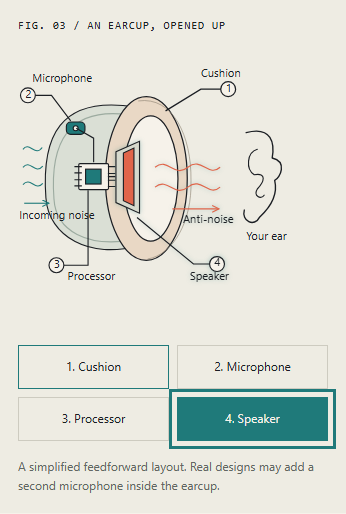 FIG. 03 / AN EARCUP, OPENED UP
Cushion
1
Microphone
2
Incoming noise
Anti-noise
Your ear
3
Processor
4
Speaker
1. Cushion
2. Microphone
3. Processor
4. Speaker
A simplified feedforward layout. Real designs may add a
second microphone inside the earcup.